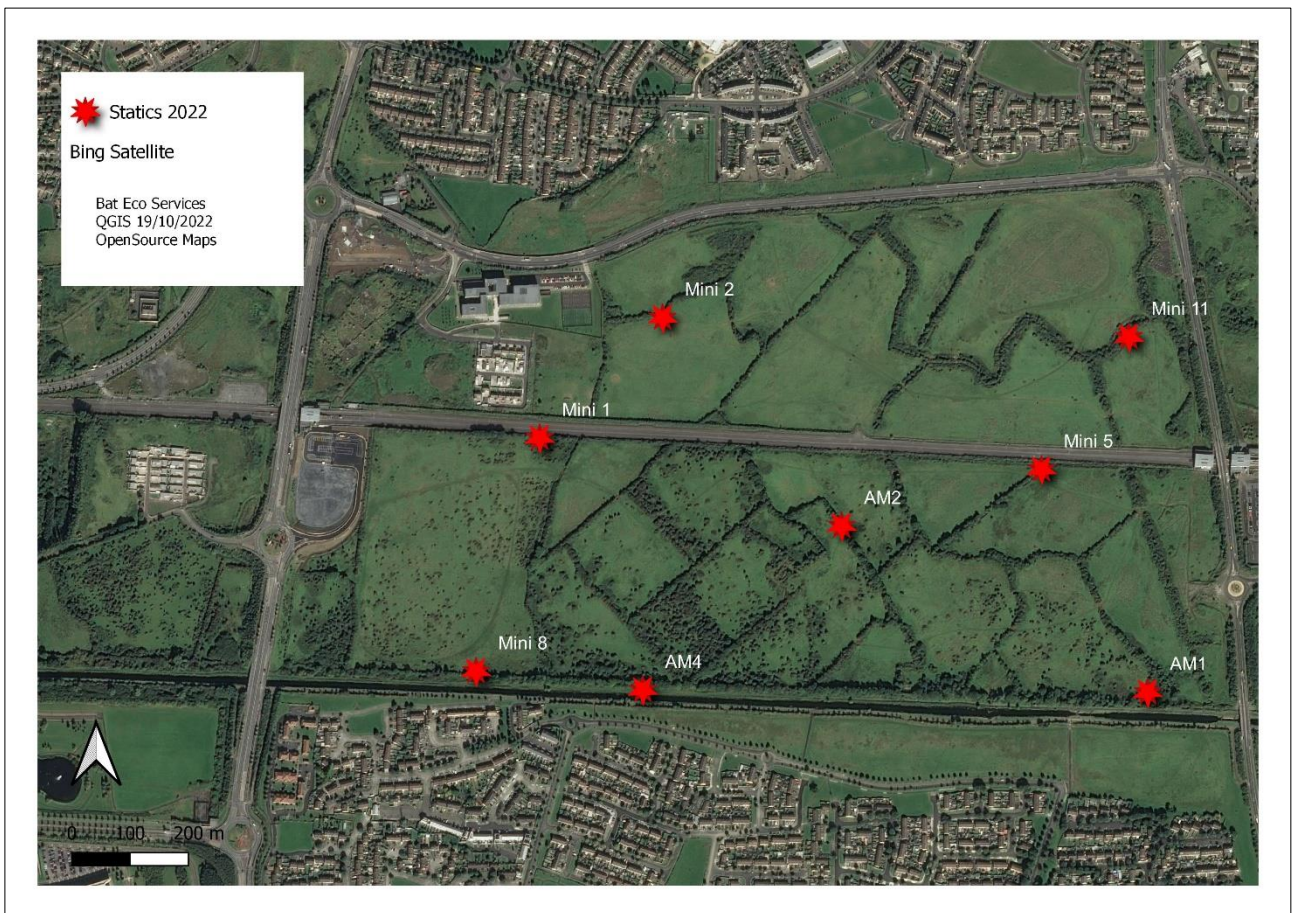 Statics 2022
Bing Satellite
Bat Eco Services
QGIS 19/10/2022
OpenSource Maps
Mini 2
Mini 11
Mini 1
Mini 5
AM2
Mini 8
AM4
AM1
0 100 200 m